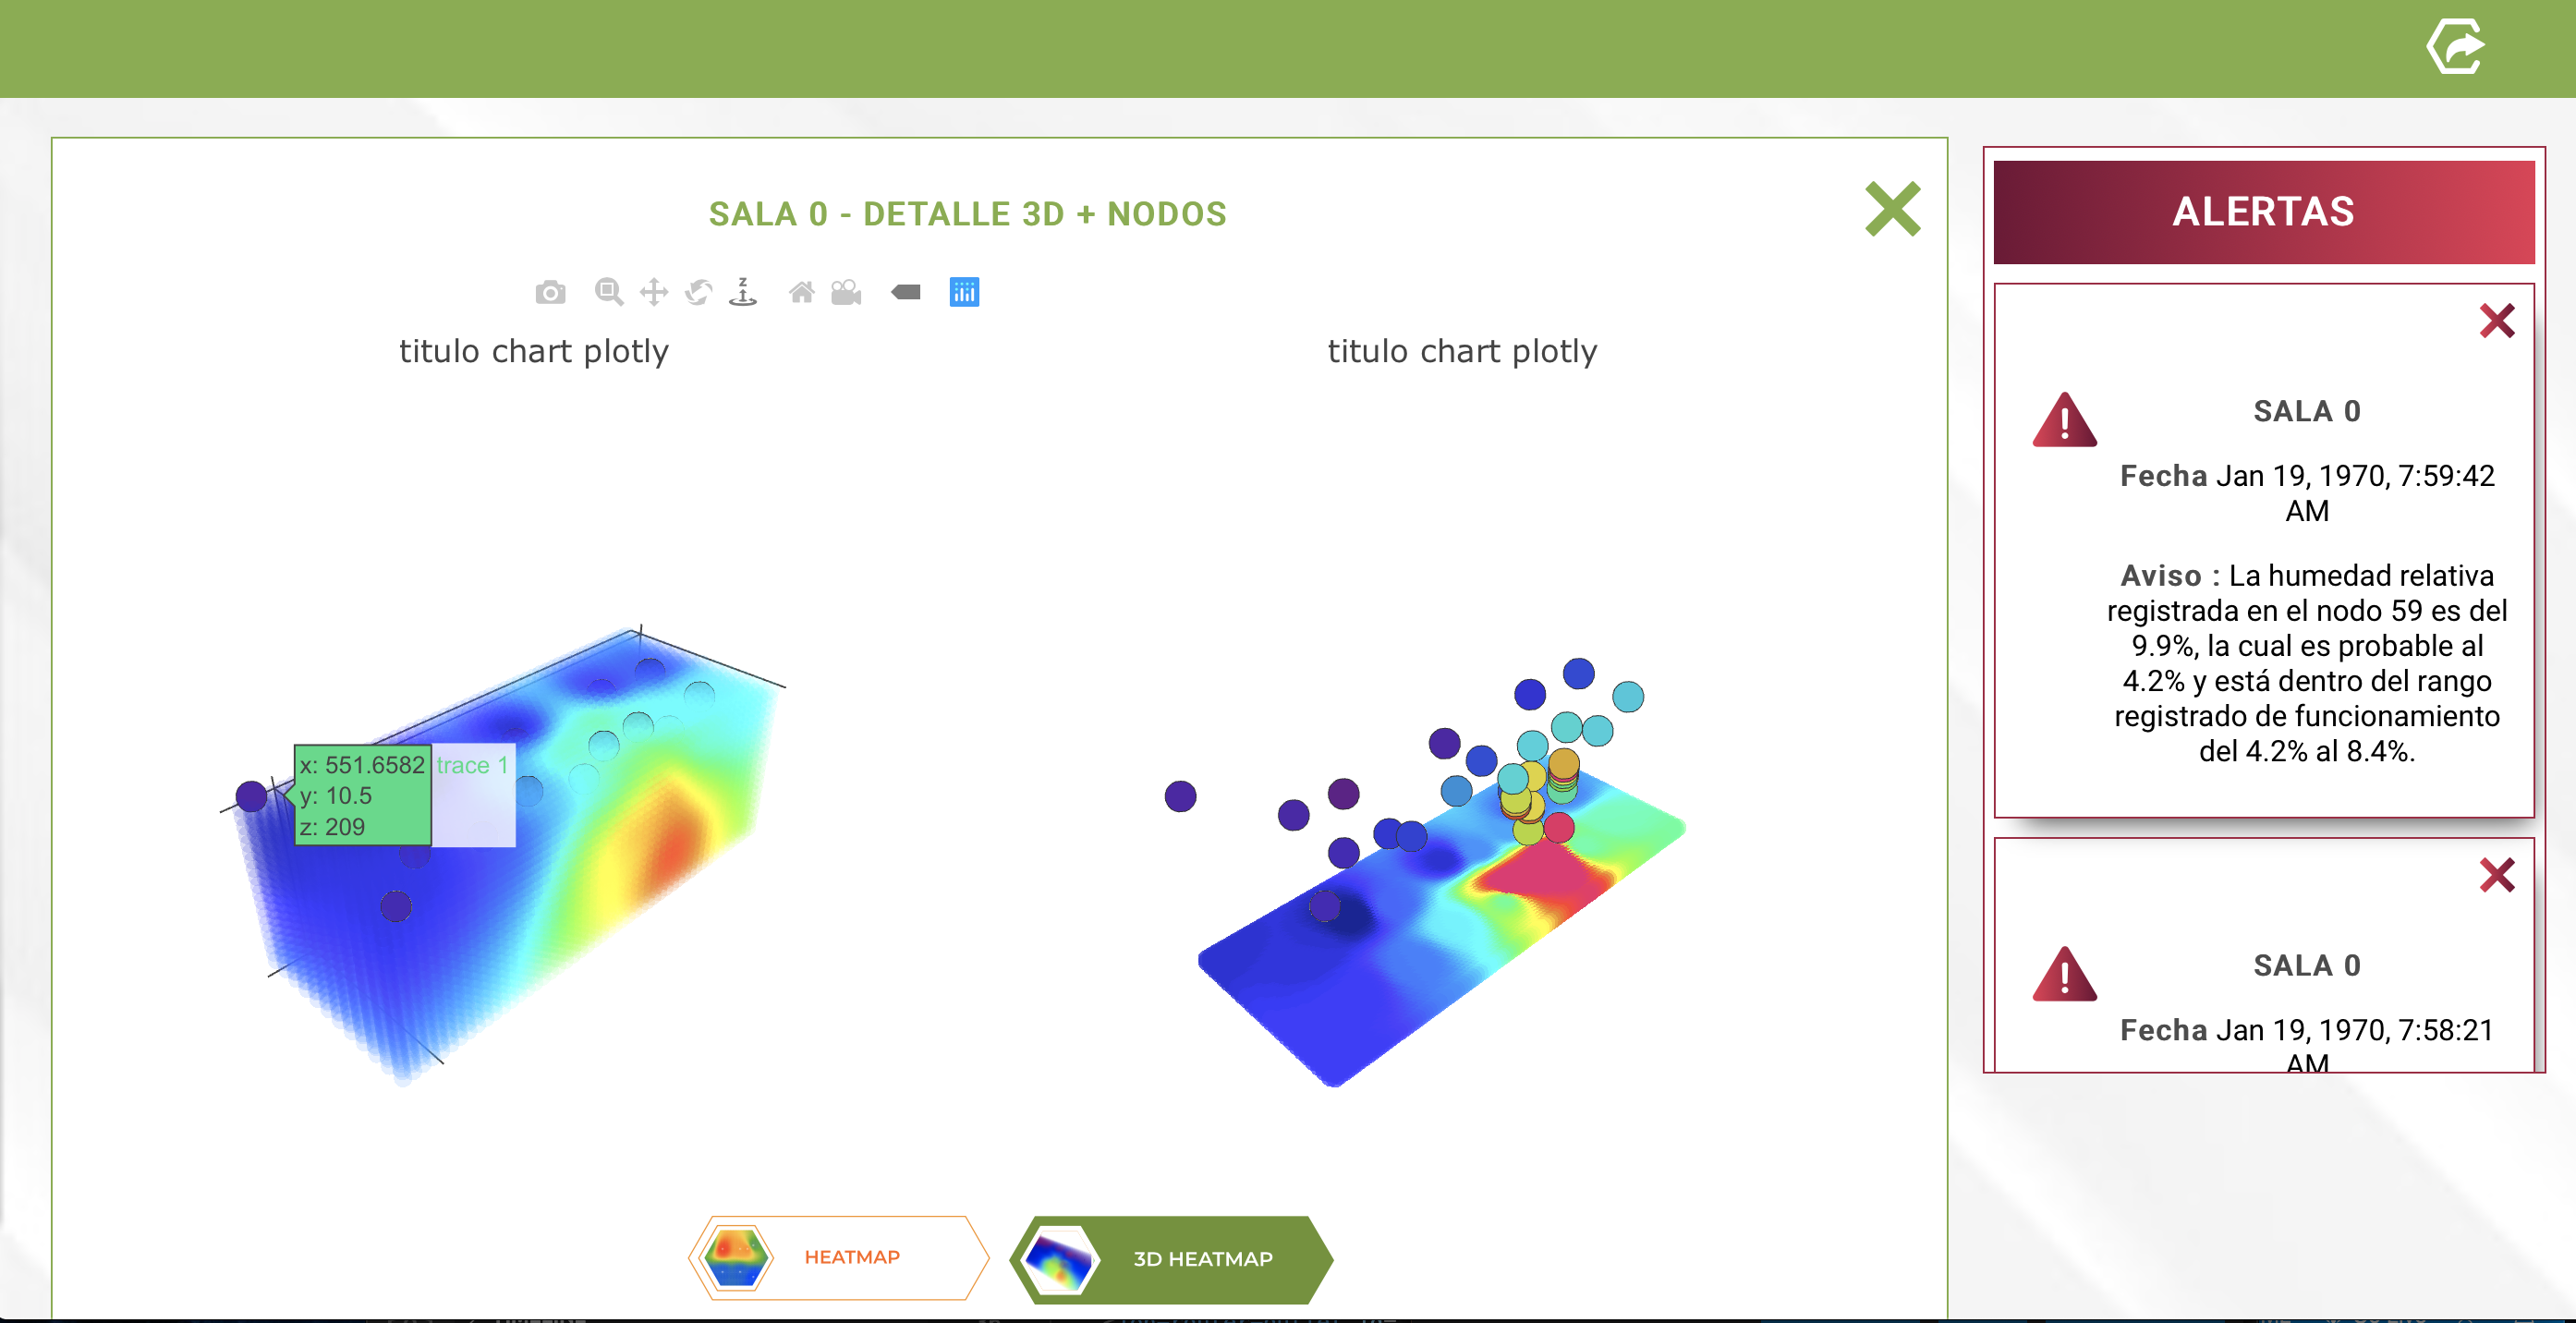 SALA 0 - DETALLE 3D + NODOS
Z
titulo chart plotly
titulo chart plotly
x: 551.6582
y: 10.5
z: 209
trace 1
HEATMAP
3D HEATMAP
ALERTAS
SALA 0
Fecha Jan 19, 1970, 7:59:42
AM
Aviso : La humedad relativa
registrada en el nodo 59 es del
9.9%, la cual es probable al
4.2% y está dentro del rango
registrado de funcionamiento
del 4.2% al 8.4%.
SALA 0
Fecha Jan 19, 1970, 7:58:21
AM